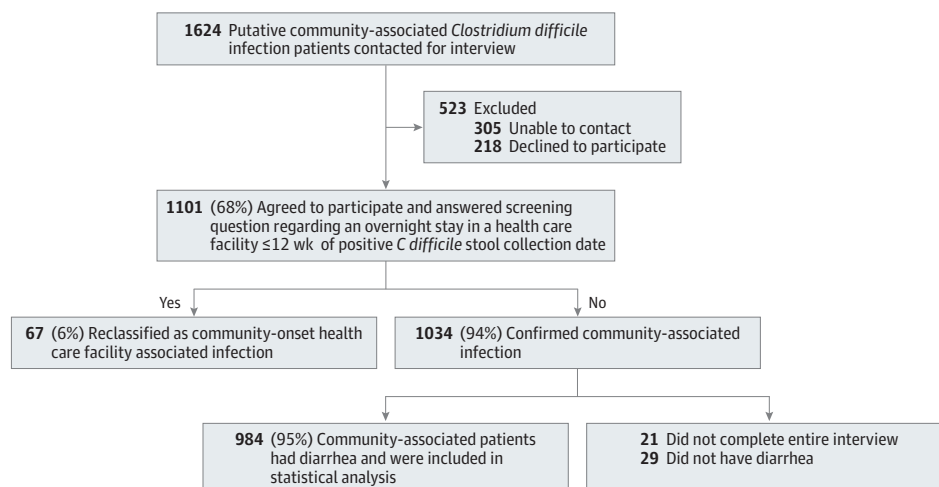 1624 Putative community-associated Clostridium difficile
infection patients contacted for interview
523 Excluded
305 Unable to contact
218 Declined to participate
1101 (68%) Agreed to participate and answered screening
question regarding an overnight stay in a health care
facility ≤12 wk of positive C difficile stool collection date
Yes
No
67 (6%) Reclassified as community-onset health
care facility associated infection
1034 (94%) Confirmed community-associated
infection
984 (95%) Community-associated patients
had diarrhea and were included in
statistical analysis
21 Did not complete entire interview
29 Did not have diarrhea